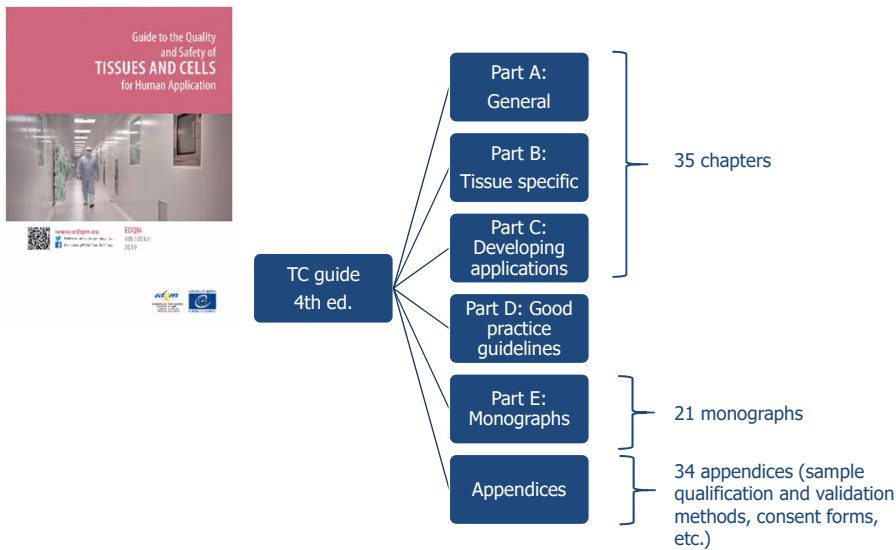 Guide to the Quality
and Safety of
TISSUES AND CELLS
for Human Application
www.edqm.eu
EDQM
4th Edition
2019
edqm
TC guide
4th ed.
Part A:
General
Part B:
Tissue specific
Part C:
Developing
applications
Part D: Good
practice
guidelines
Part E:
Monographs
Appendices
35 chapters
21 monographs
34 appendices (sample
qualification and validation
methods, consent forms,
etc.)